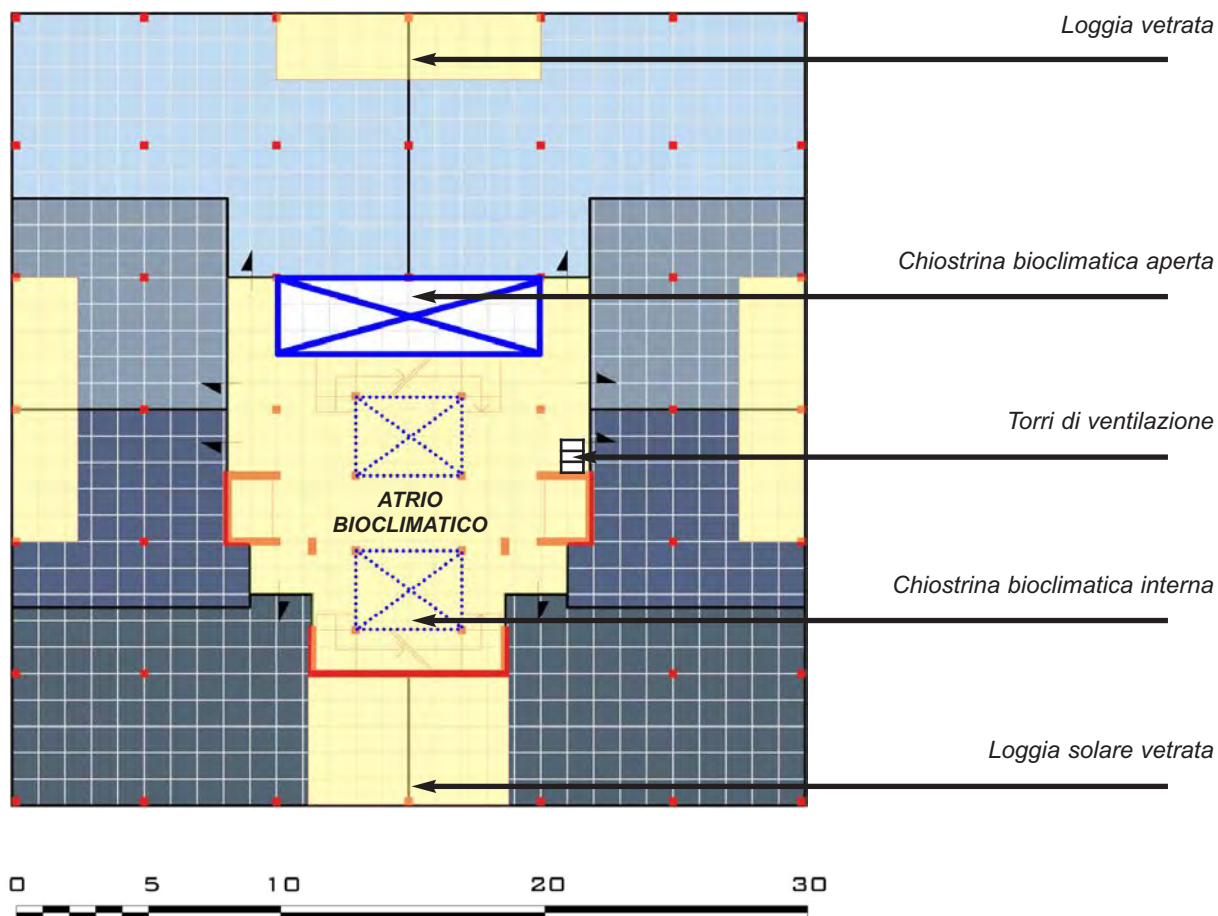 Loggia vetrata
Chiostrina bioclimatica aperta
Torri di ventilazione
ATRIO
BIOCLIMATICO
Chiostrina bioclimatica interna
Loggia solare vetrata
0 5 10 20 30